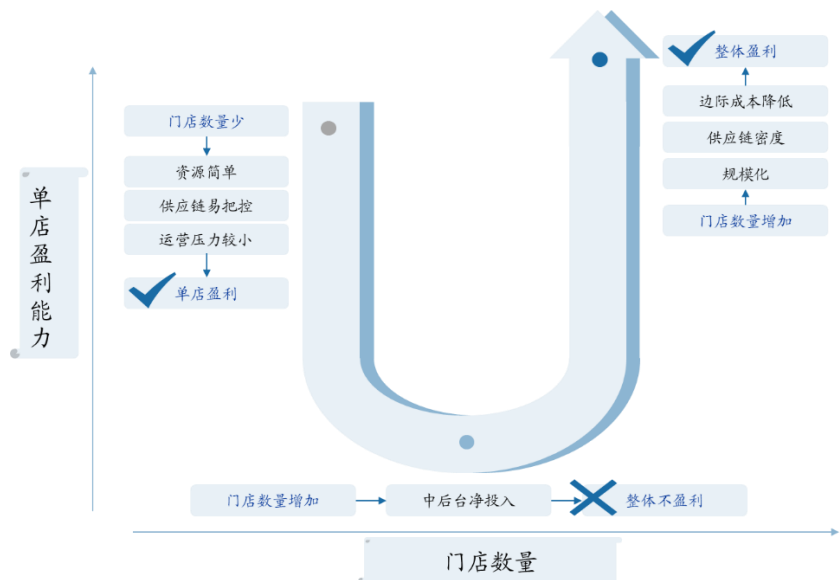 单店盈利能力
门店数量少
资源简单
供应链易把控
运营压力较小
单店盈利
整体盈利
边际成本降低
供应链密度
规模化
门店数量增加
门店数量增加
中后台净投入
整体不盈利
门店数量